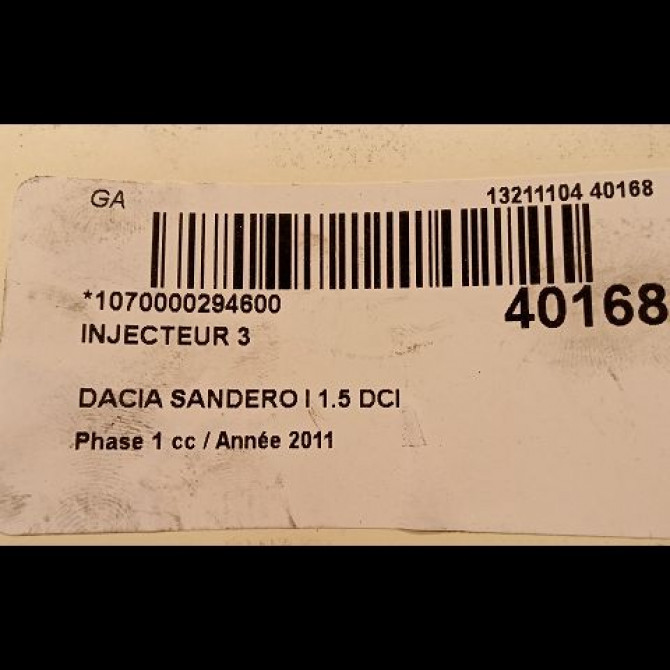 GA
13211104 40168
*1070000294600
40168
INJECTEUR 3
DACIA SANDERO I 1.5 DCI
Phase 1 cc / Année 2011